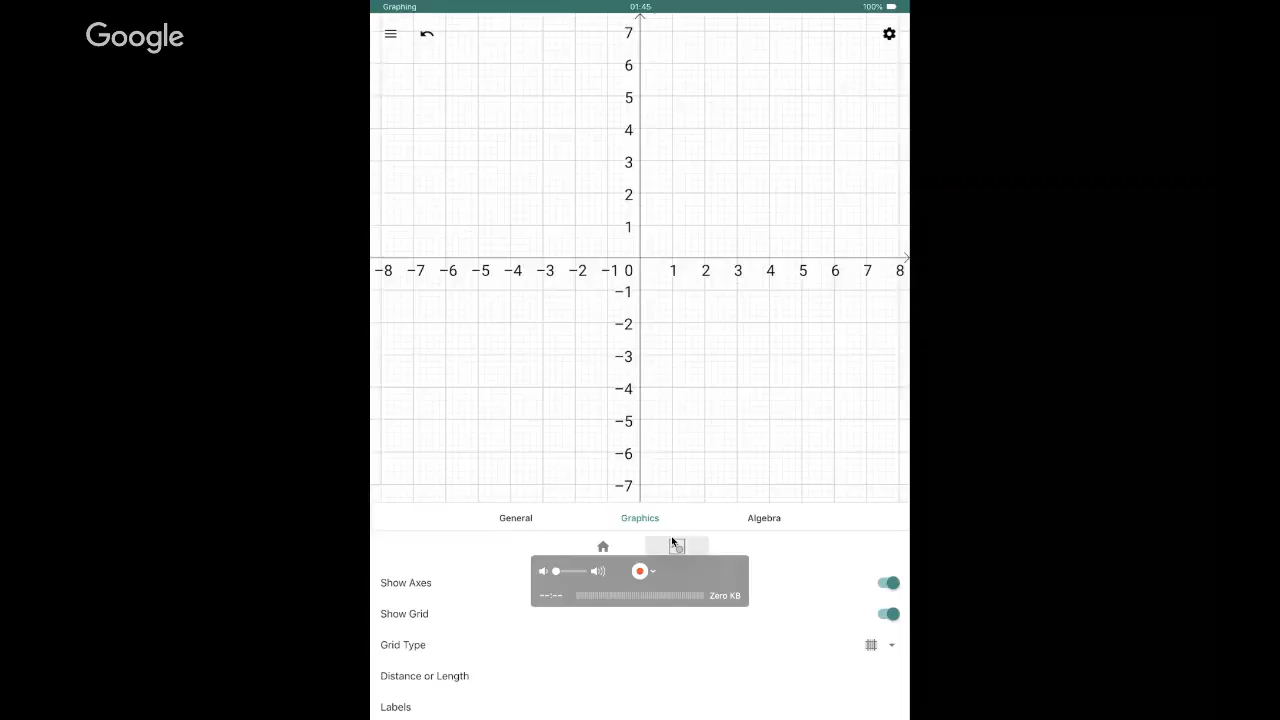 Graphing 01:45 100%
Google
7
6
5
4
3
2
1
−8 −7 −6 −5 −4 −3 −2 −1 0 1 2 3 4 5 6 7 8
−1
−2
−3
−4
−5
−6
−7
General Graphics Algebra
--:-- Zero KB
Show Axes
Show Grid
Grid Type
Distance or Length
Labels